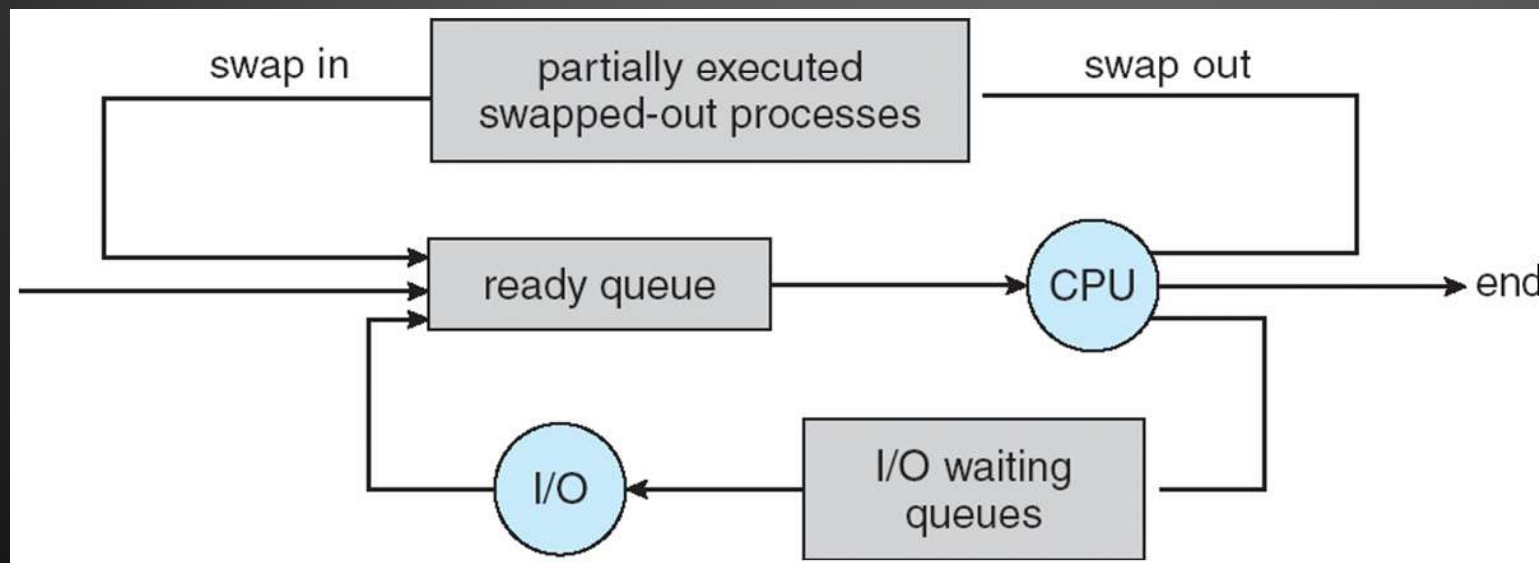 swap in
partially executed
swapped-out processes
swap out
ready queue
CPU
end
I/O
I/O waiting
queues